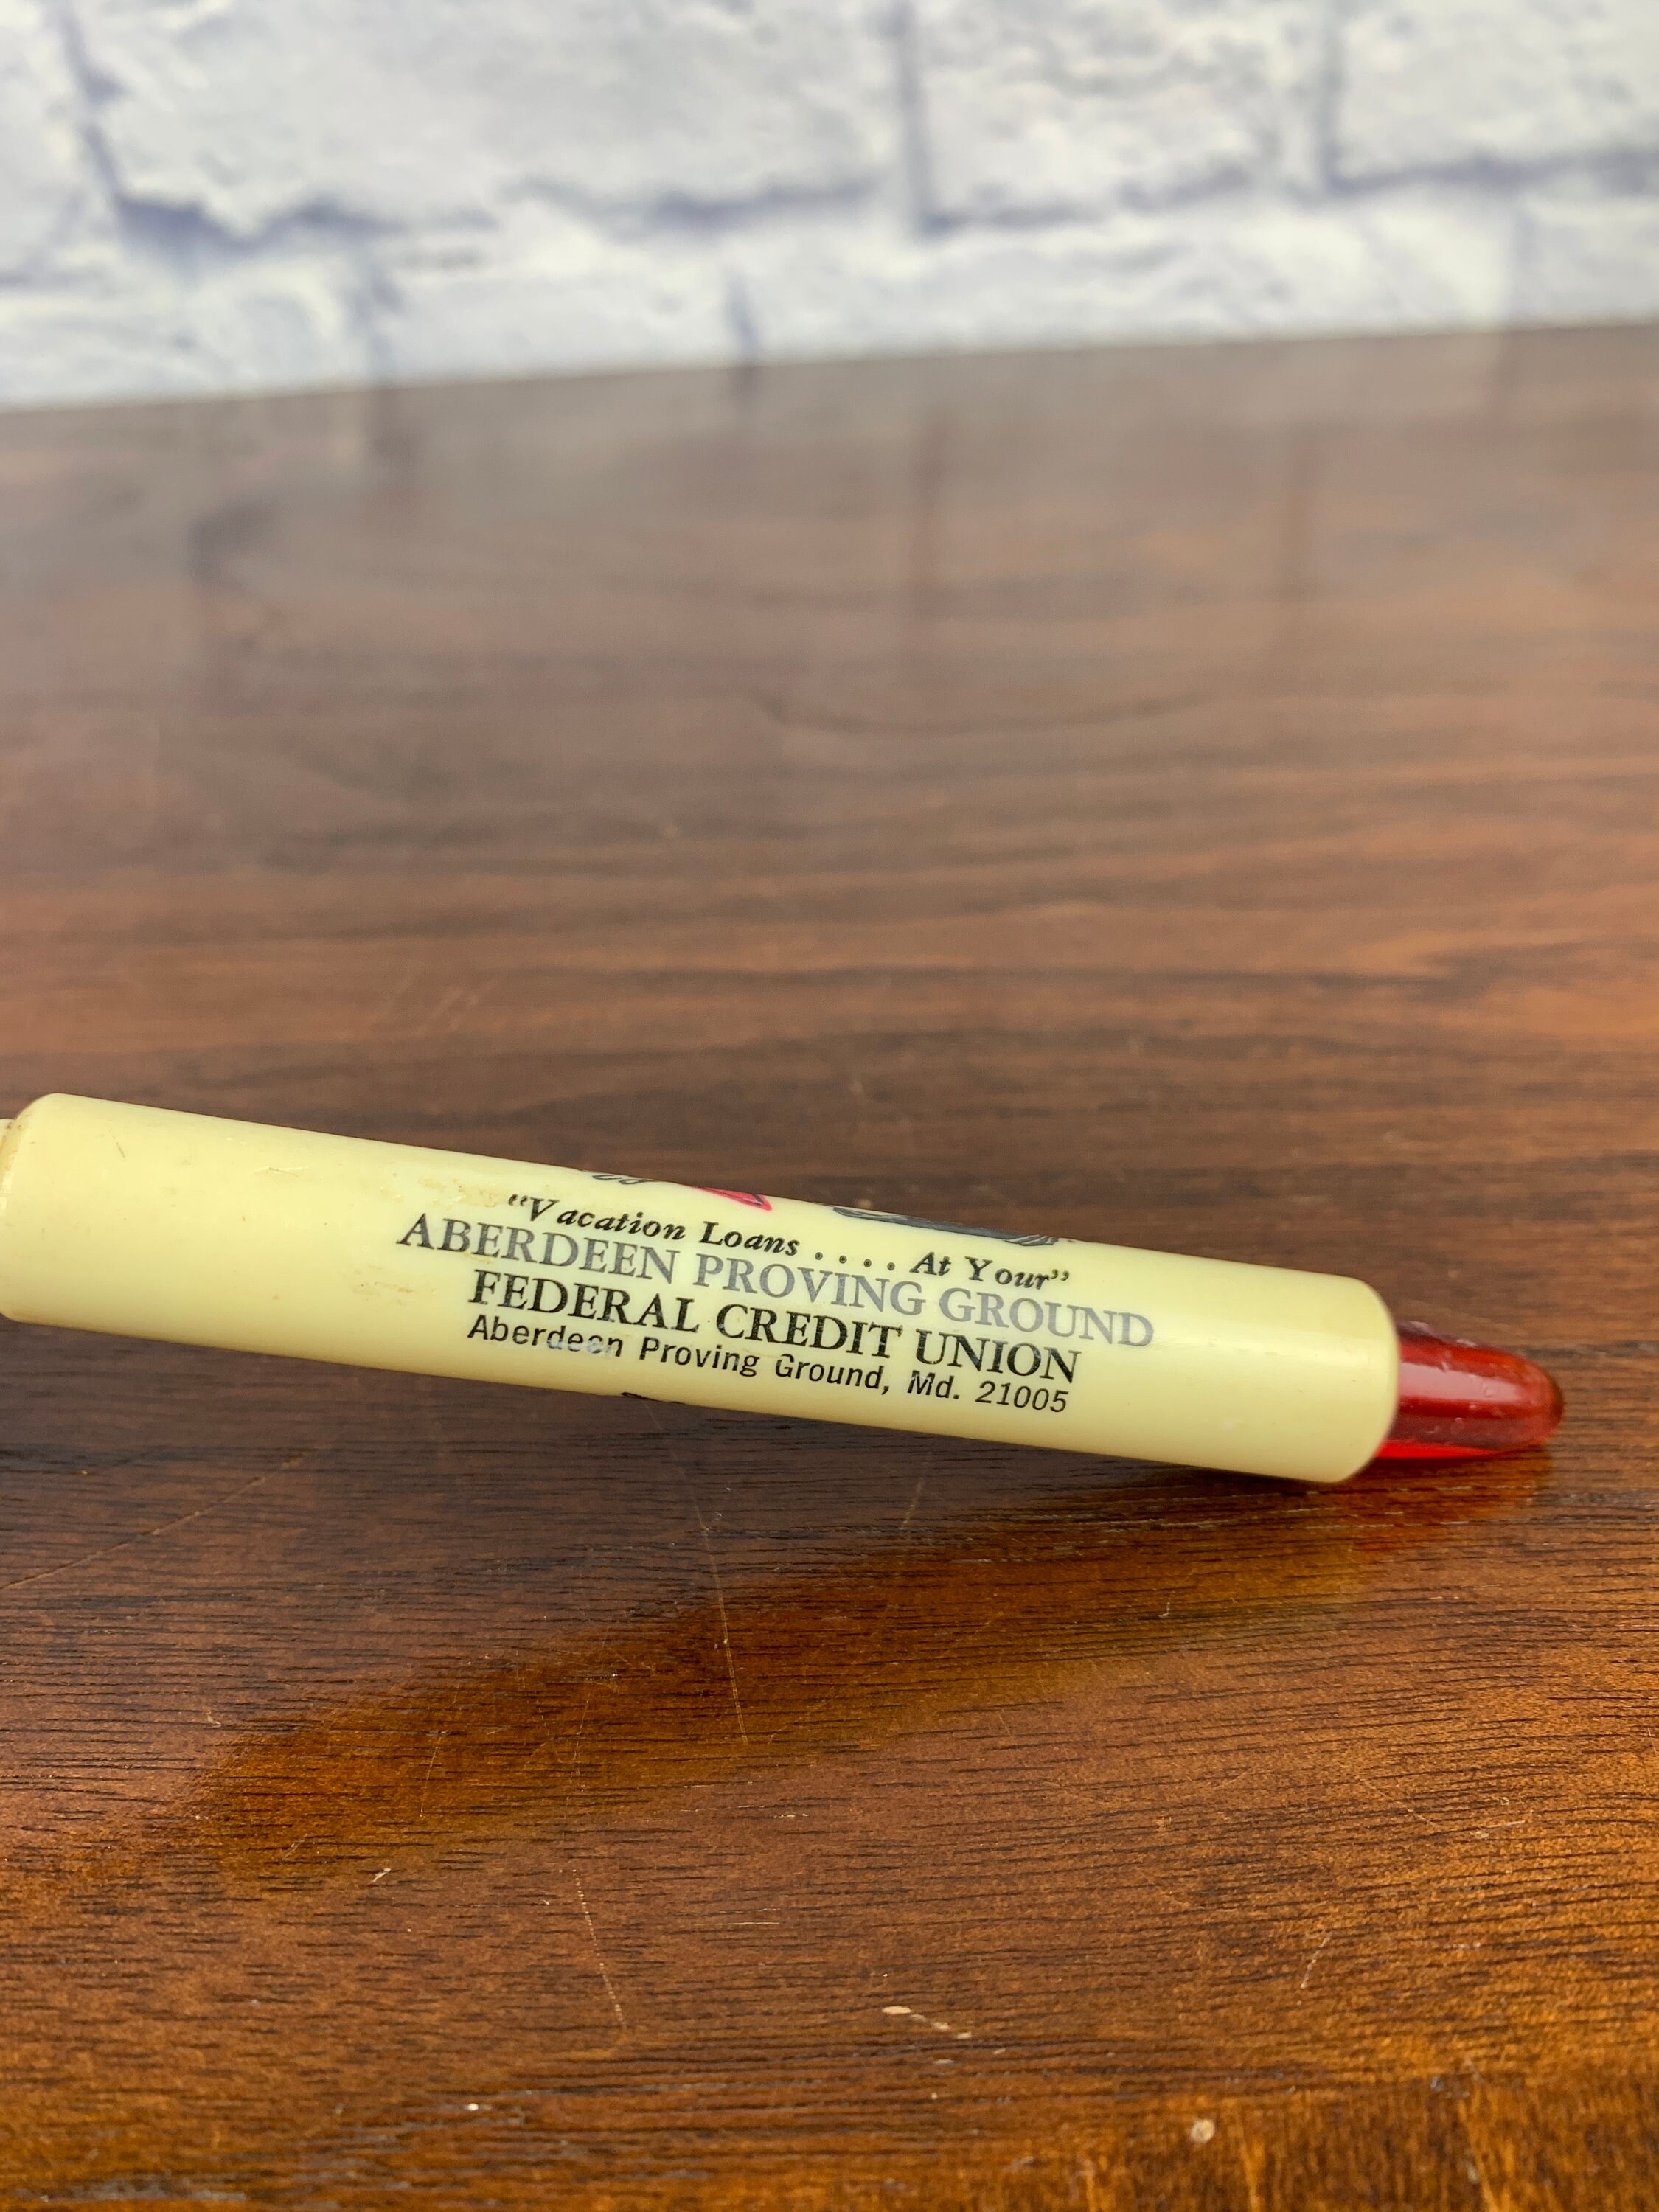 “Vacation Loans . . . . At Your”
ABERDEEN PROVING GROUND
FEDERAL CREDIT UNION
Aberdeen Proving Ground, Md. 21005